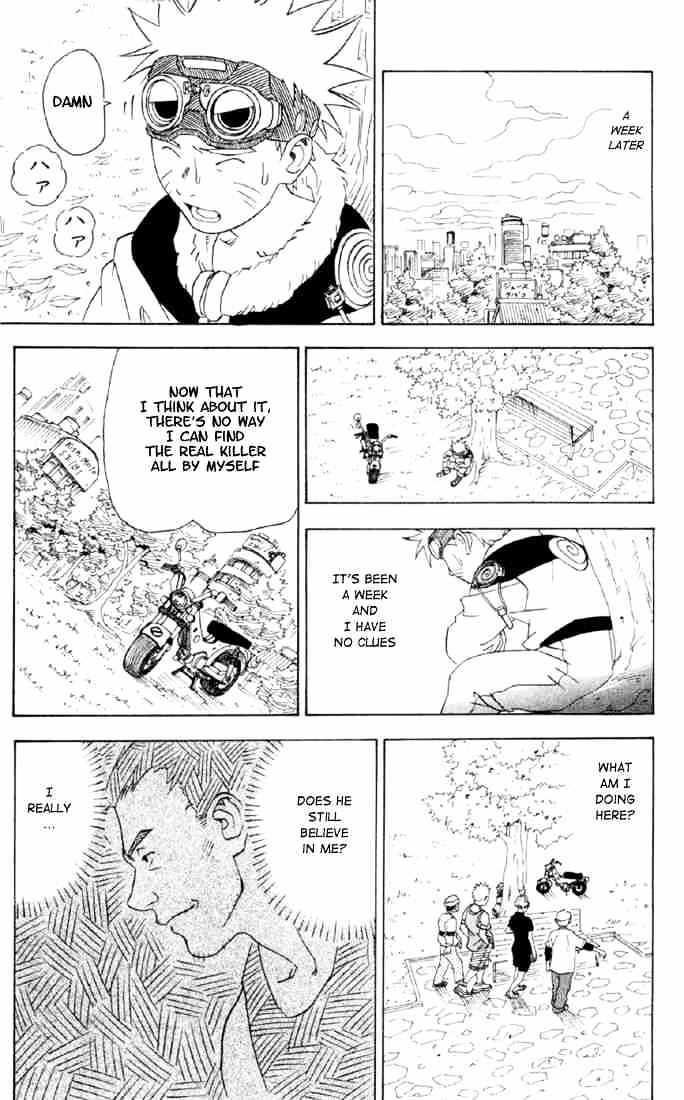 A
WEEK
LATER
DAMN
ハァ
ハァ
IT'S BEEN
A WEEK
AND
I HAVE
NO CLUES
NOW THAT
I THINK ABOUT IT,
THERE'S NO WAY
I CAN FIND
THE REAL KILLER
ALL BY MYSELF
WHAT
AM I
DOING
HERE?
DOES HE
STILL
BELIEVE
IN ME?
I
REALLY
...